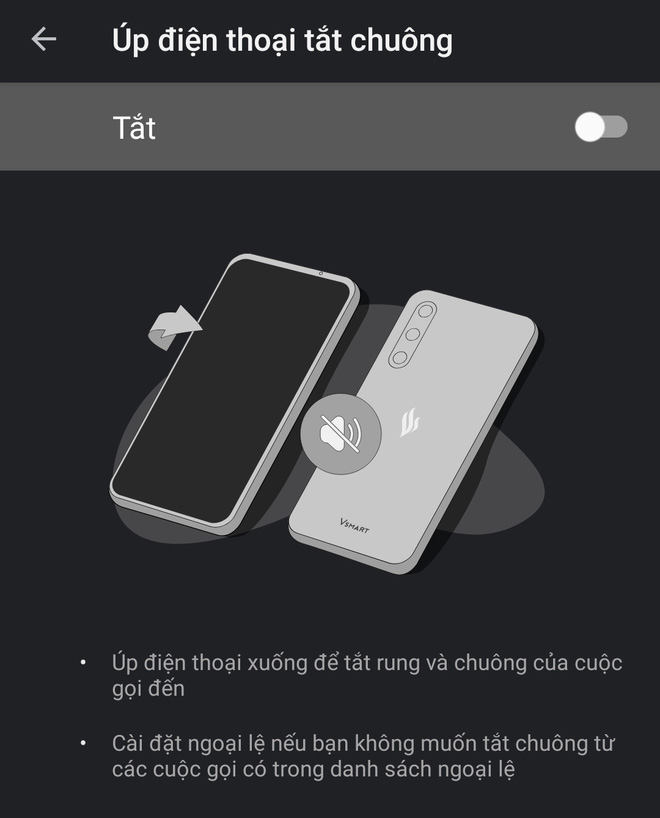 Úp điện thoại tắt chuông
Tắt
VSMART
• Úp điện thoại xuống để tắt rung và chuông của cuộc
gọi đến
• Cài đặt ngoại lệ nếu bạn không muốn tắt chuông từ
các cuộc gọi có trong danh sách ngoại lệ